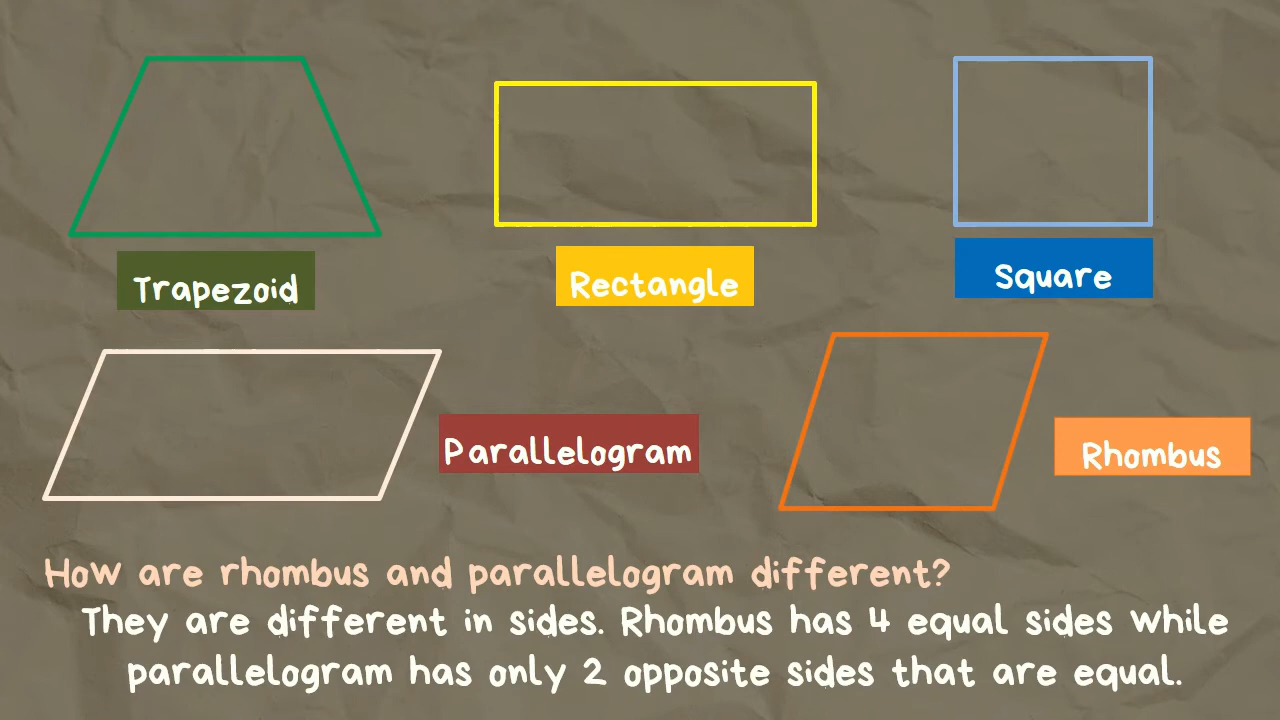 Trapezoid
Rectangle
Square
Parallelogram
Rhombus
How are rhombus and parallelogram different?
They are different in sides. Rhombus has 4 equal sides while
parallelogram has only 2 opposite sides that are equal.